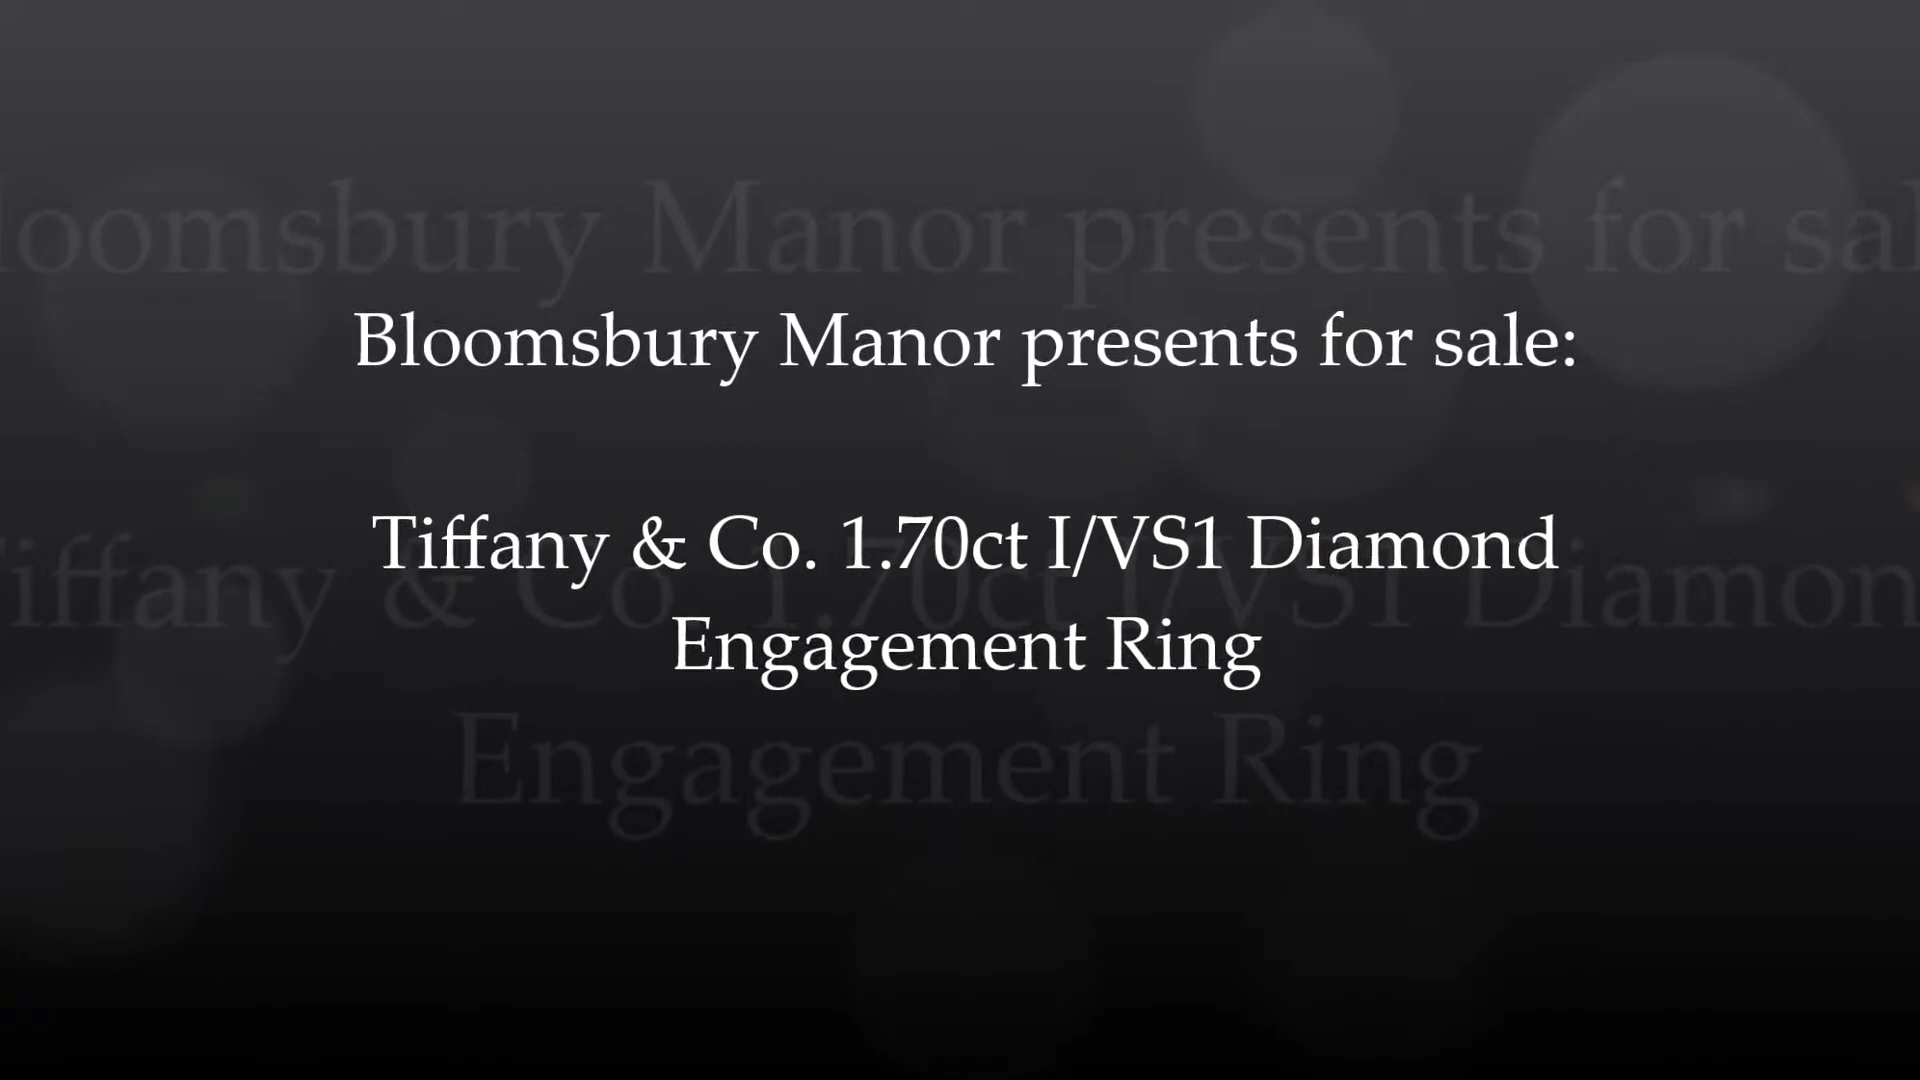 Bloomsbury Manor presents for sale:
Tiffany & Co. 1.70ct I/VS1 Diamond
Engagement Ring